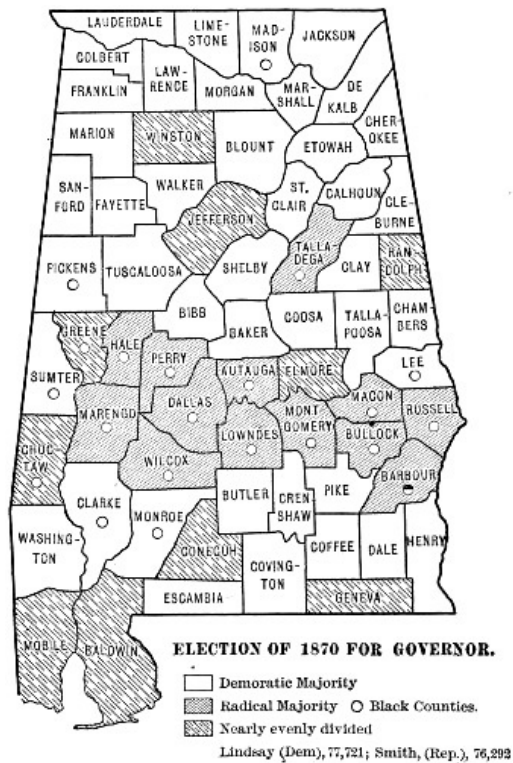 LAUDERDALE
LIME-
STONE
MAD-
ISON
JACKSON
COLBERT
LAW-
RENCE
FRANKLIN
MORGAN
MAR-
SHALL
DE
KALB
CHER-
OKEE
MARION
WINSTON
BLOUNT
ETOWAH
SAN-
FORD
FAYETTE
WALKER
JEFFERSON
ST.
CLAIR
CALHOUN
CLE-
BURNE
PICKENS
TUSCALOOSA
SHELBY
TALLA-
DEGA
CLAY
RAN-
DOLPH
GREENE
HALE
BIBB
BAKER
COOSA
TALLA-
POOSA
CHAM-
BERS
SUMTER
PERRY
AUTAUGA
ELMORE
LEE
MARENGO
DALLAS
LOWNDES
MONT
GOMERY
MACON
RUSSELL
BULLOCK
CHOC-
TAW
WILCOX
BARBOUR
CLARKE
MONROE
BUTLER
CREN-
SHAW
PIKE
WASHING-
TON
CONECUH
COVING-
TON
COFFEE
DALE
HENRY
ESCAMBIA
GENEVA
MOBILE
BALDWIN
ELECTION OF 1870 FOR GOVERNOR.
Democratic Majority
Radical Majority Black Counties.
Nearly evenly divided
Lindsay (Dem), 77,721; Smith, (Rep.), 76,292